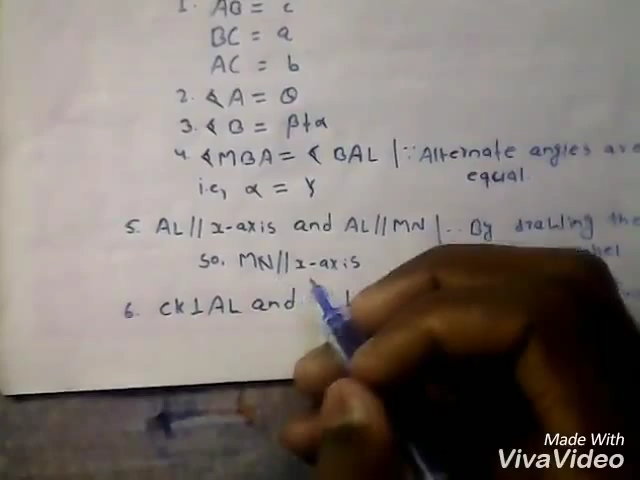 1. AB = c
BC = a
AC = b
2. ∢A = θ
3. ∢B = β+α
4. ∢MBA = ∢BAL | ∵ Alternate angles are
equal.
i.e, α = γ
5. AL // x-axis and AL // MN | ∵ By drawing the
so, MN // x-axis
6. CK ⊥ AL and
Made With
VivaVideo